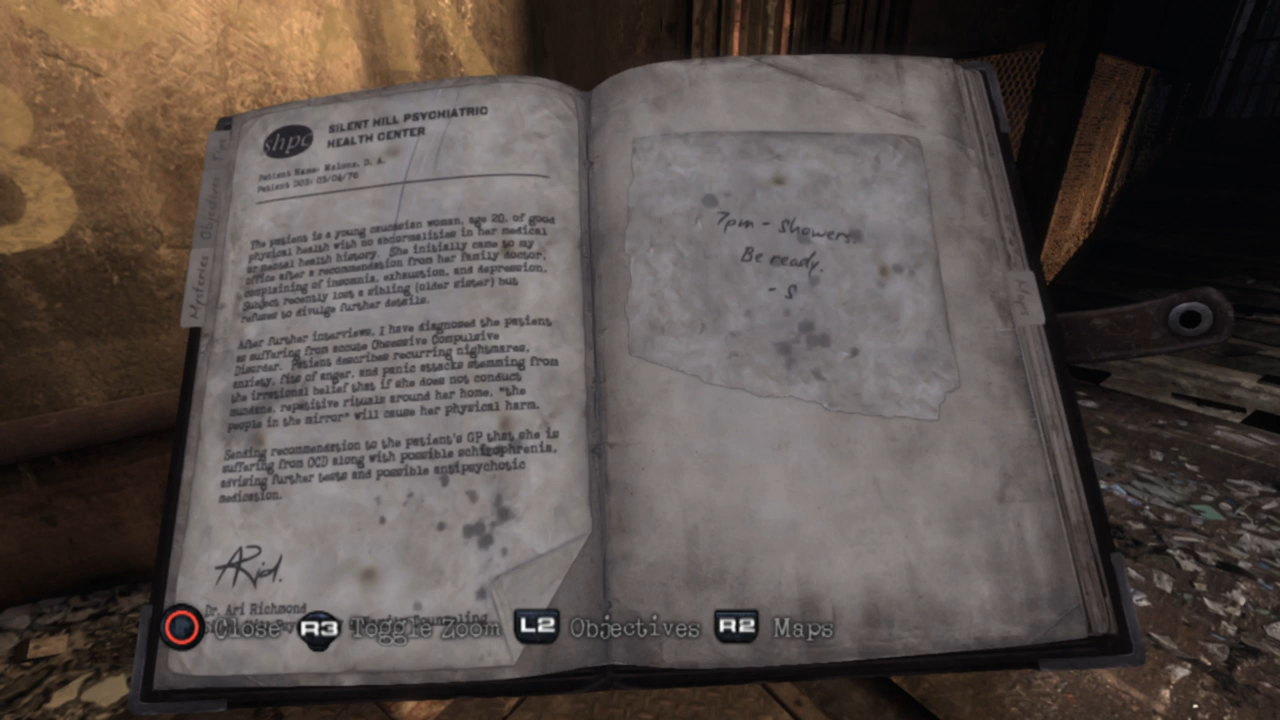 shpc
SILENT HILL PSYCHIATRIC
HEALTH CENTER
Patient Name: Malone, D. A.
Patient DOB: 03/04/70
The patient is a young caucasian woman, age 20, of good
physical health with no abnormalities in her medical
or mental health history. She initially came to my
office after a recommendation from her family doctor,
complaining of insomnia, exhaustion, and depression.
Subject recently lost a sibling (older sister) but
refuses to divulge further details.
After further interviews, I have diagnosed the patient
as suffering from accute Obsessive Compulsive
Disorder. Patient describes recurring nightmares,
anxiety, fits of anger, and panic attacks stemming from
the irrational belief that if she does not conduct
mundane, repetitive rituals around her home, "the
people in the mirror" will cause her physical harm.
Sending recommendation to the patient's GP that she is
suffering from OCD along with possible schizophrenia,
advising further tests and possible antipsychotic
medication.
Dr. Ari Richmond
Mysteries Objectives
7pm - Showers.
Be ready.
- S
Maps
Close R3 Toggle Zoom L2 Objectives R2 Maps